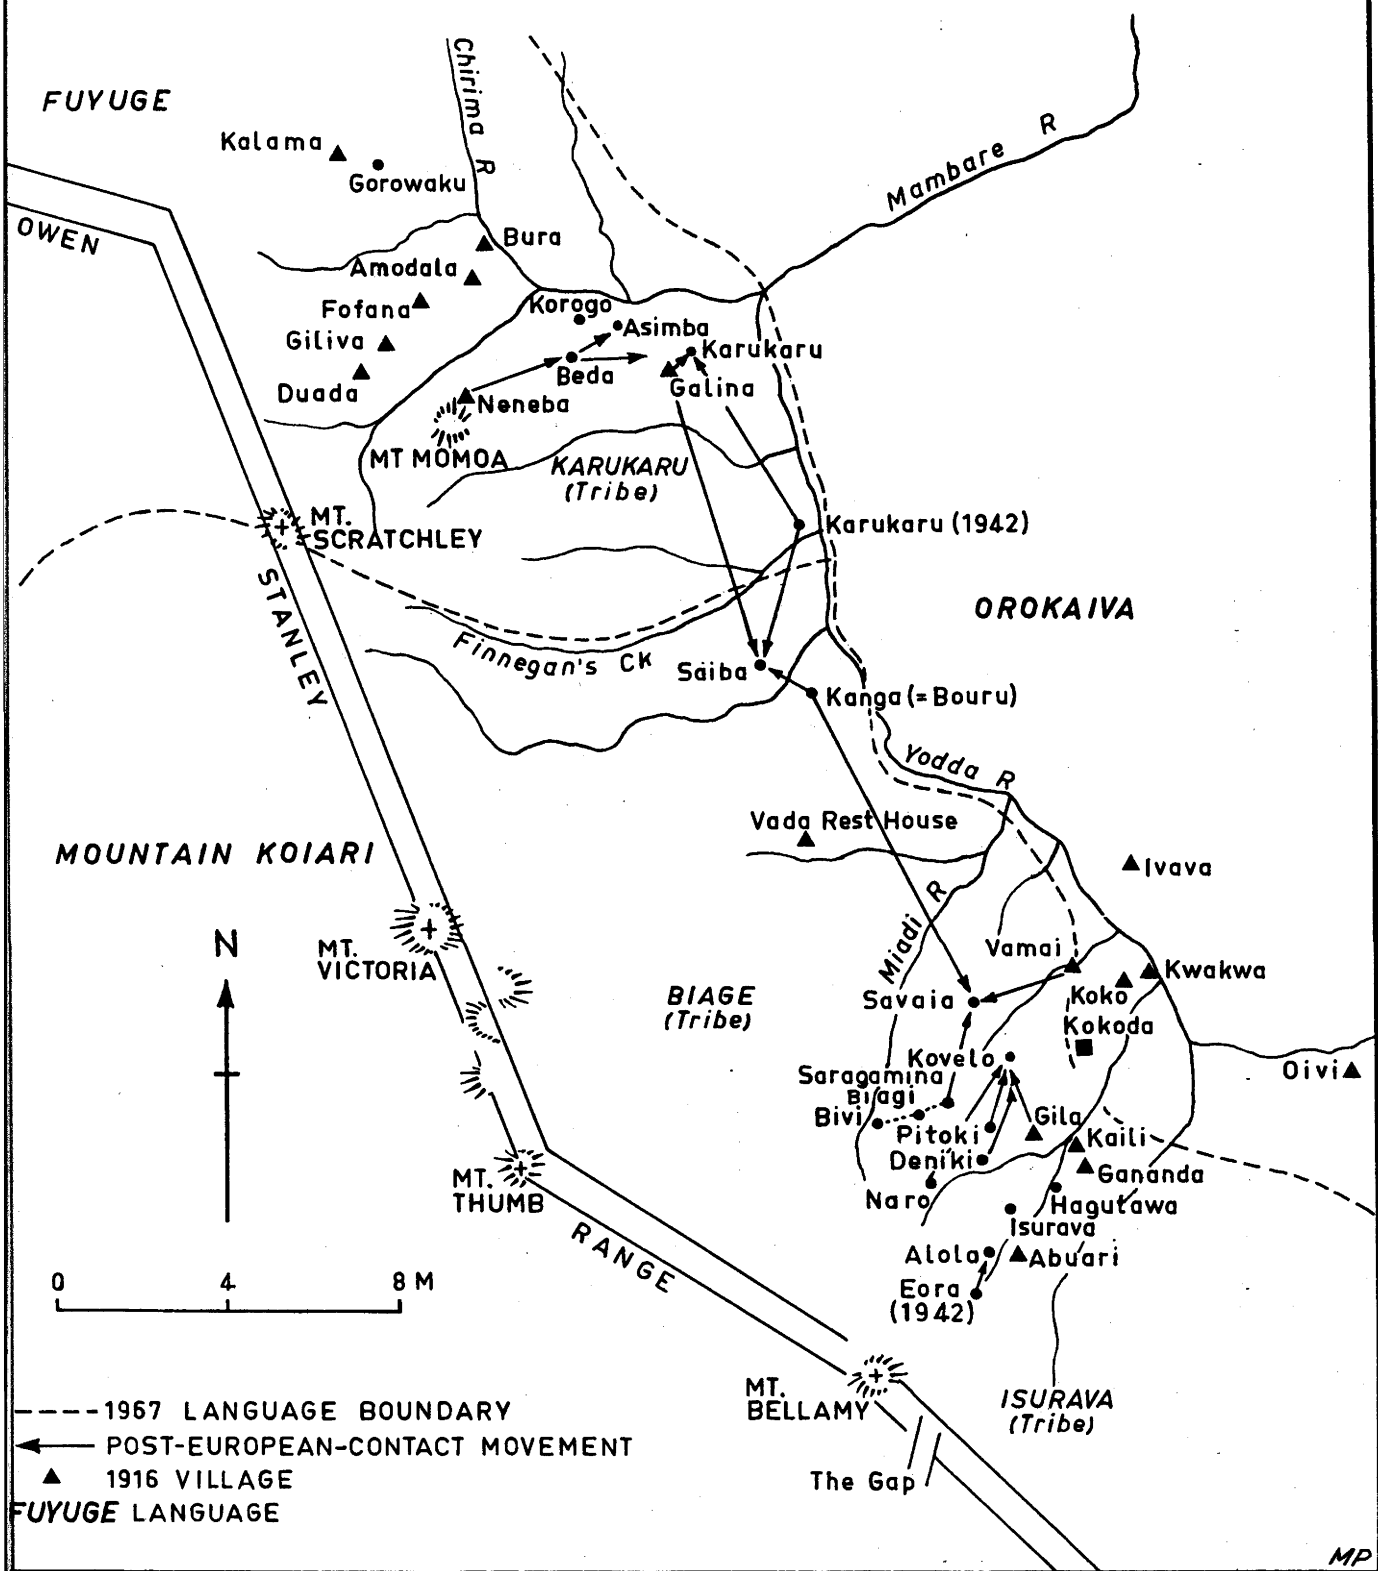 FUYUGE
Chirima R
Mambare R
Kalama
Gorowaku
OWEN
Bura
Amodala
Fofana
Korogo
Asimba
Giliva
Karukaru
Beda
Galina
Duada
Neneba
MT MOMOA
KARUKARU
(Tribe)
MT.
SCRATCHLEY
Karukaru (1942)
STANLEY
OROKAIVA
Finnegan's CK
Saiba
Kanga (= Bouru)
Yodda R
Vada Rest House
MOUNTAIN KOIARI
Ivava
Miadi R
N
MT.
VICTORIA
Vamai
Kwakwa
BIAGE
(Tribe)
Savaia
Koko
Kokoda
Kovelo
Oivi
Saragamina
Biagi
Bivi
Gila
Pitoki
Kaili
Deniki
Gananda
MT.
THUMB
Naro
Hagutawa
Isurava
RANGE
Alola
Abuari
0 4 8 M
Eora
(1942)
MT.
BELLAMY
ISURAVA
(Tribe)
1967 LANGUAGE BOUNDARY
POST-EUROPEAN-CONTACT MOVEMENT
The Gap
1916 VILLAGE
FUYUGE LANGUAGE
MP